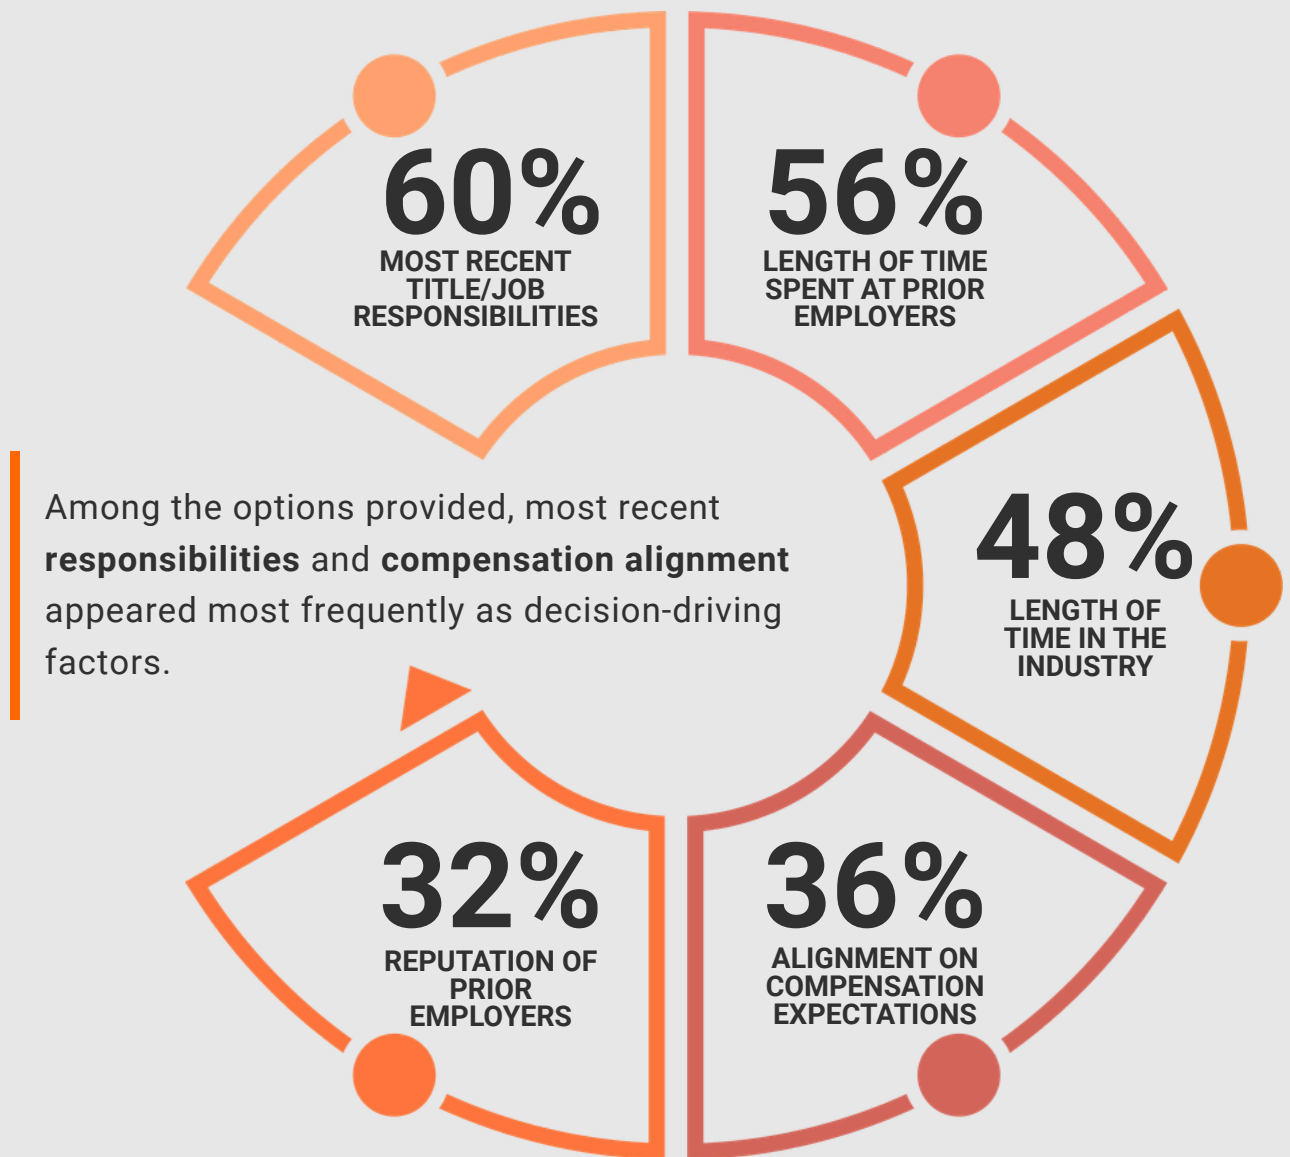 60%
MOST RECENT
TITLE/JOB
RESPONSIBILITIES
56%
LENGTH OF TIME
SPENT AT PRIOR
EMPLOYERS
48%
LENGTH OF
TIME IN THE
INDUSTRY
Among the options provided, most recent
responsibilities and compensation alignment
appeared most frequently as decision-driving
factors.
32%
REPUTATION OF
PRIOR
EMPLOYERS
36%
ALIGNMENT ON
COMPENSATION
EXPECTATIONS